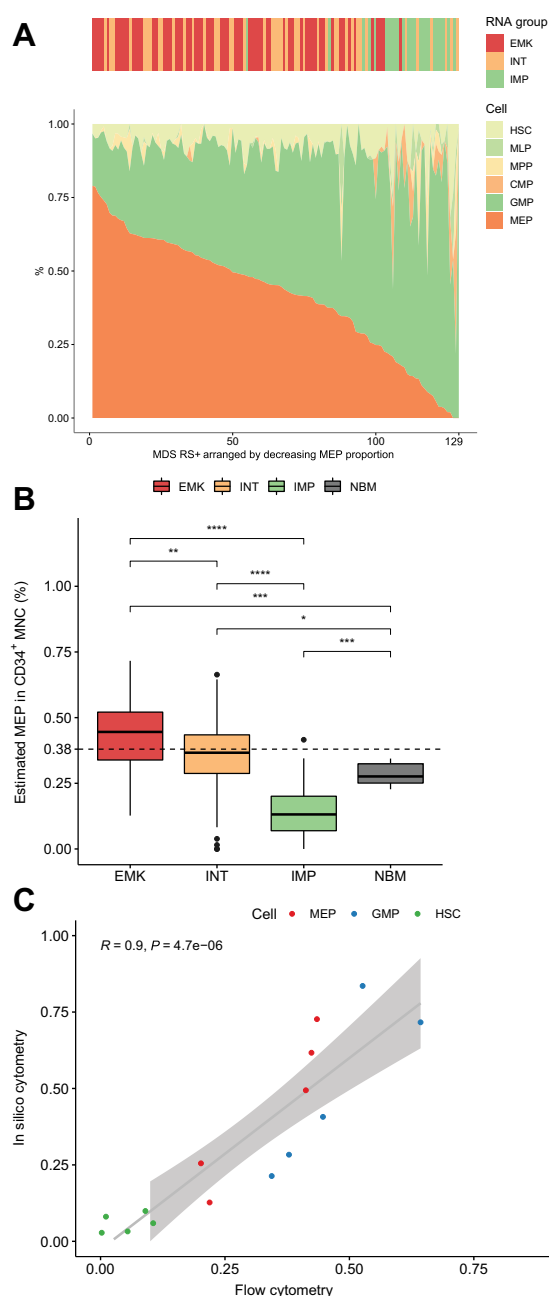 A
RNA group
EMK
INT
IMP
Cell
HSC
MLP
MPP
CMP
GMP
MEP
1.00
0.75
0.50
0.25
0.00
%
0 50 100 129
MDS RS+ arranged by decreasing MEP proportion
B
EMK INT IMP NBM
****
**
****
***
*
***
1.00
0.75
0.50
0.38
0.25
0.00
Estimated MEP in CD34+ MNC (%)
EMK INT IMP NBM
C
Cell MEP GMP HSC
R = 0.9, P = 4.7e−06
1.00
0.75
0.50
0.25
0.00
In silico cytometry
0.00 0.25 0.50 0.75
Flow cytometry